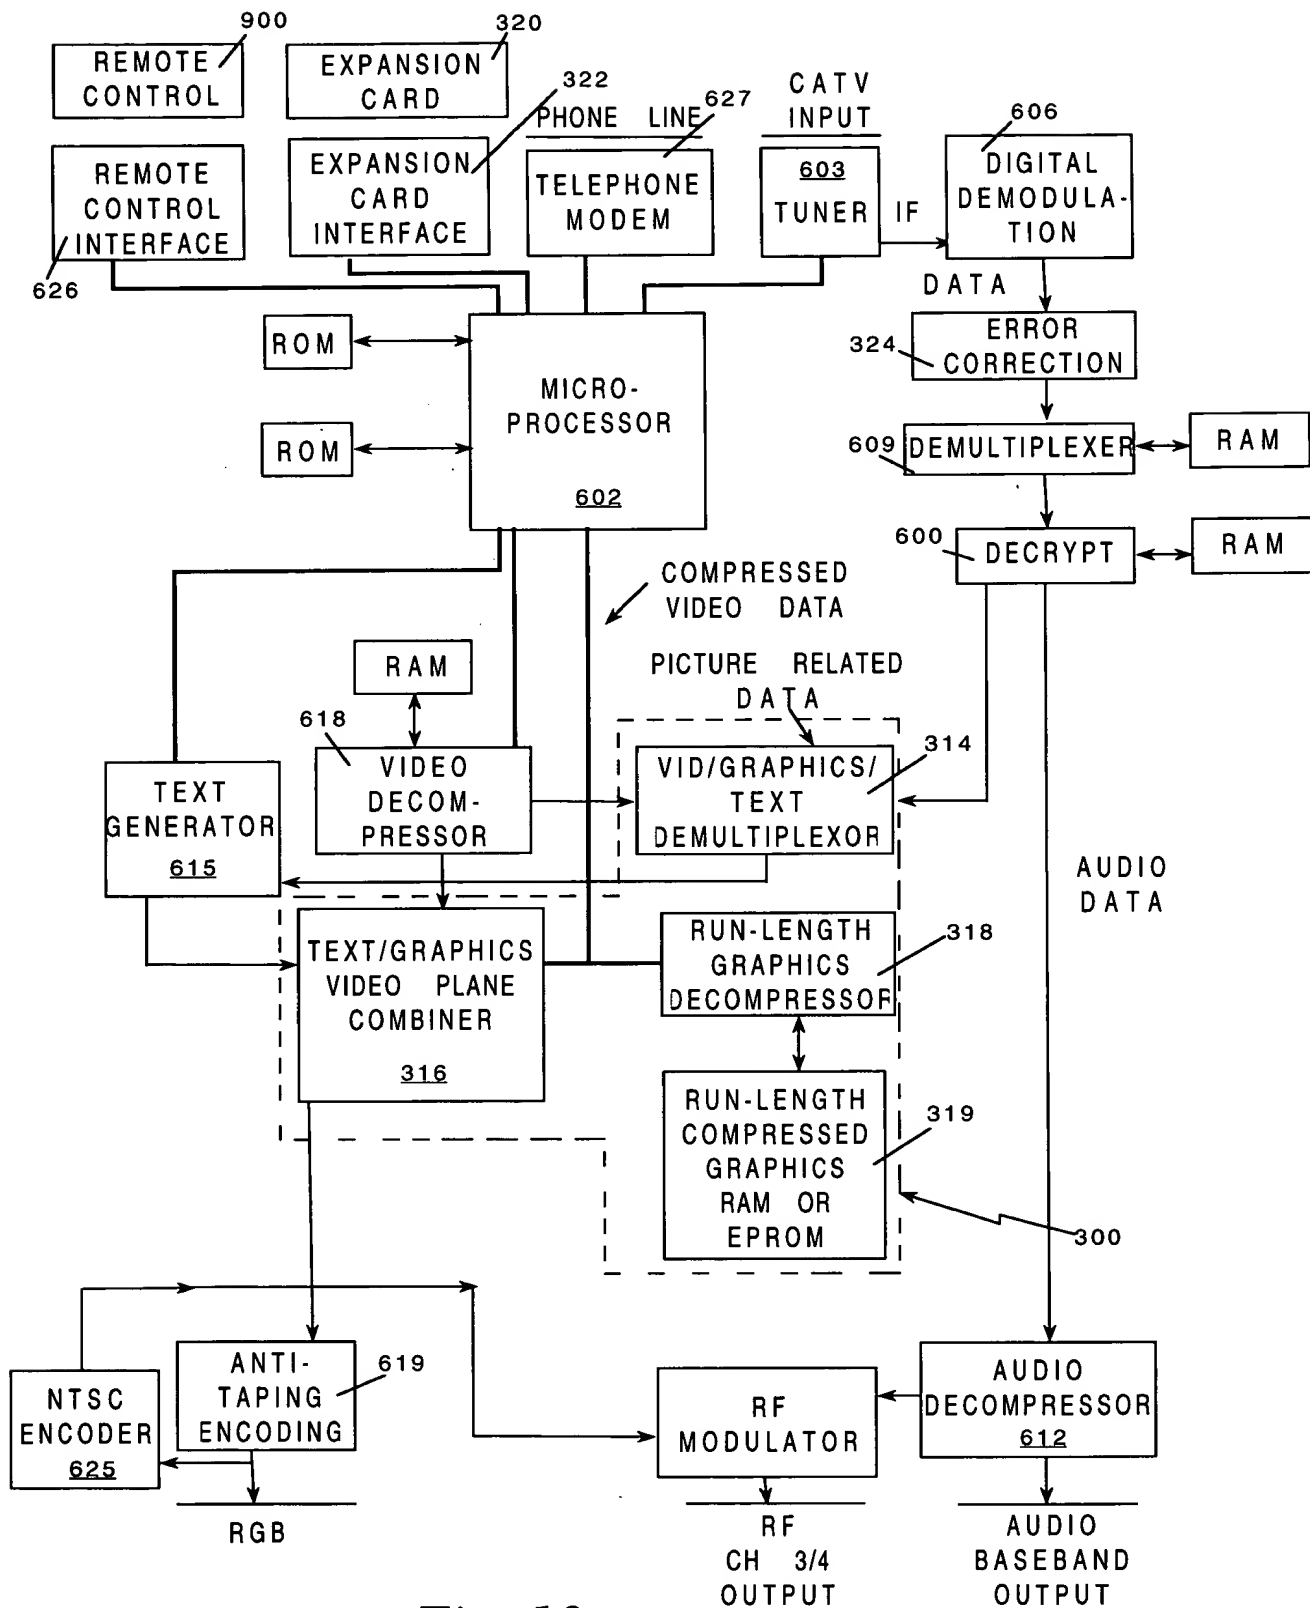 900
REMOTE
CONTROL
320
EXPANSION
CARD
322
PHONE LINE
627
CATV
INPUT
606
REMOTE
CONTROL
INTERFACE
626
EXPANSION
CARD
INTERFACE
TELEPHONE
MODEM
603
TUNER
IF
DIGITAL
DEMODULA-
TION
DATA
ROM
ROM
MICRO-
PROCESSOR
602
324
ERROR
CORRECTION
609
DEMULTIPLEXER
RAM
600
DECRYPT
RAM
COMPRESSED
VIDEO DATA
PICTURE RELATED
DATA
RAM
618
VIDEO
DECOM-
PRESSOR
VID/GRAPHICS/
TEXT
DEMULTIPLEXOR
314
TEXT
GENERATOR
615
AUDIO
DATA
TEXT/GRAPHICS
VIDEO PLANE
COMBINER
316
RUN-LENGTH
GRAPHICS
DECOMPRESSOR
318
RUN-LENGTH
COMPRESSED
GRAPHICS
RAM OR
EPROM
319
300
NTSC
ENCODER
625
ANTI-
TAPING
ENCODING
619
RF
MODULATOR
AUDIO
DECOMPRESSOR
612
RGB
RF
CH 3/4
OUTPUT
AUDIO
BASEBAND
OUTPUT